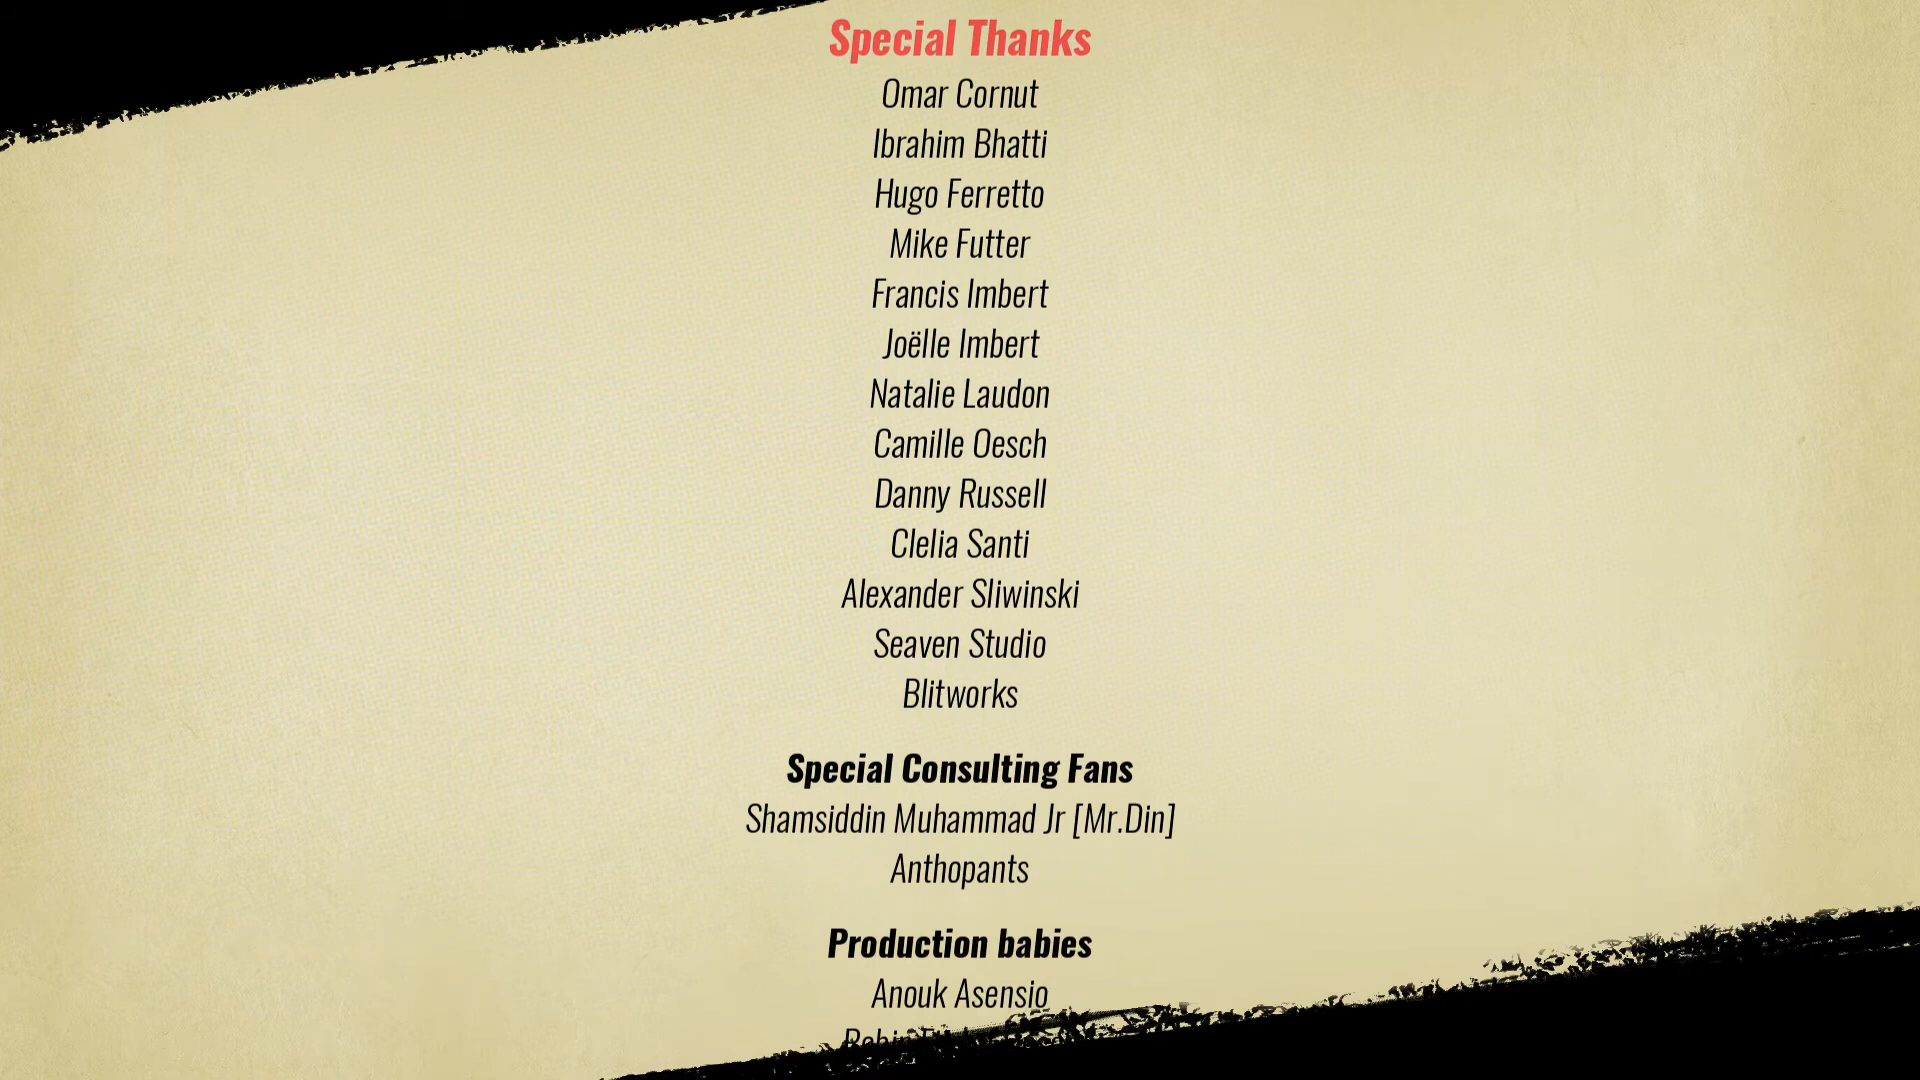 Special Thanks
Omar Cornut
Ibrahim Bhatti
Hugo Ferretto
Mike Futter
Francis Imbert
Joëlle Imbert
Natalie Laudon
Camille Oesch
Danny Russell
Clelia Santi
Alexander Sliwinski
Seaven Studio
Blitworks
Special Consulting Fans
Shamsiddin Muhammad Jr [Mr.Din]
Anthopants
Production babies
Anouk Asensio